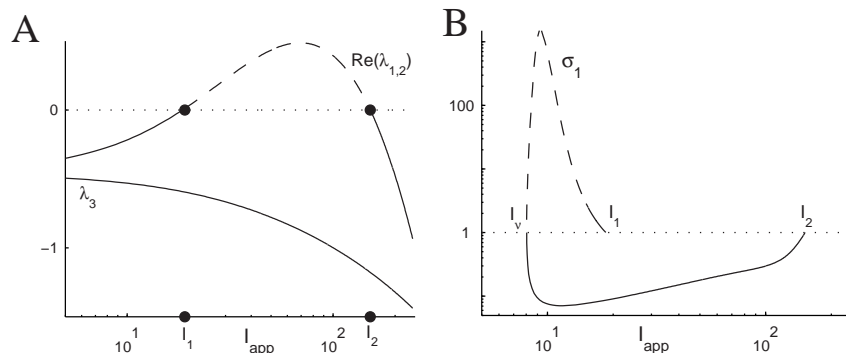 A
Re(λ1,2)
0
λ3
−1
10^1
I1
Iapp
10^2
I2
B
σ1
100
Iν
I1
I2
1
10^1
Iapp
10^2